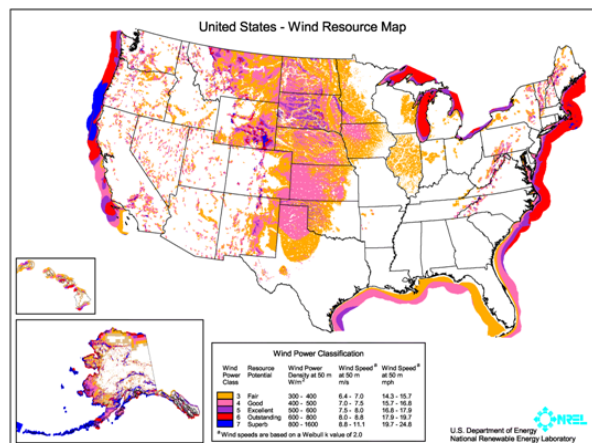 United States - Wind Resource Map
Wind Power Classification
Wind Power Class Resource Potential Wind Power Density at 50 m W/m² Wind Speed ᵃ at 50 m m/s Wind Speed ᵃ at 50 m mph
3 Fair 300 - 400 6.4 - 7.0 14.3 - 15.7
4 Good 400 - 500 7.0 - 7.5 15.7 - 16.8
5 Excellent 500 - 600 7.5 - 8.0 16.8 - 17.9
6 Outstanding 600 - 800 8.0 - 8.8 17.9 - 19.7
7 Superb 800 - 1600 8.8 - 11.1 19.7 - 24.8
ᵃ Wind speeds are based on a Weibull k value of 2.0
NREL
U.S. Department of Energy
National Renewable Energy Laboratory